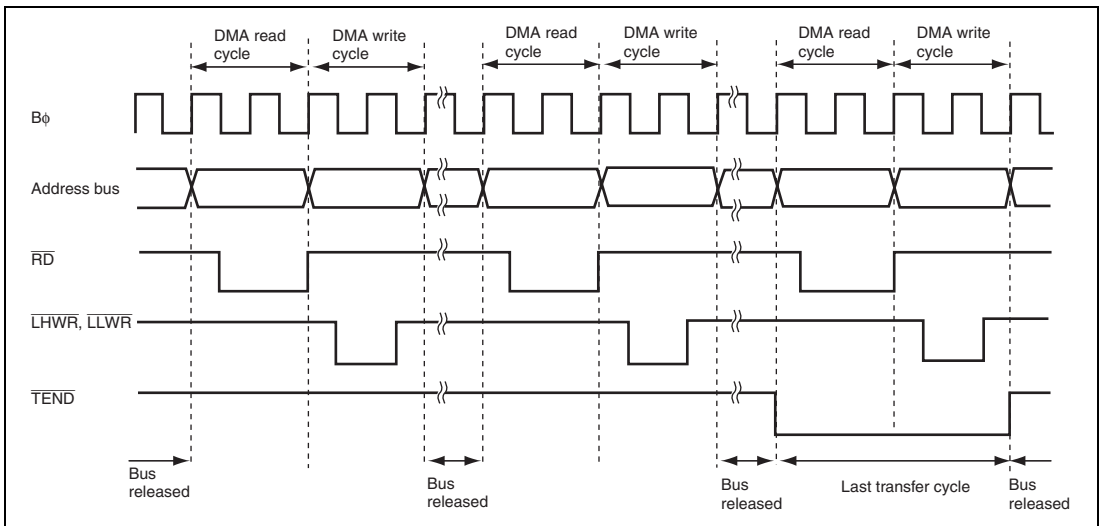 DMA read
cycle
DMA write
cycle
DMA read
cycle
DMA write
cycle
DMA read
cycle
DMA write
cycle
Bϕ
Address bus
RD
LHWR, LLWR
TEND
Bus
released
Bus
released
Bus
released
Last transfer cycle
Bus
released